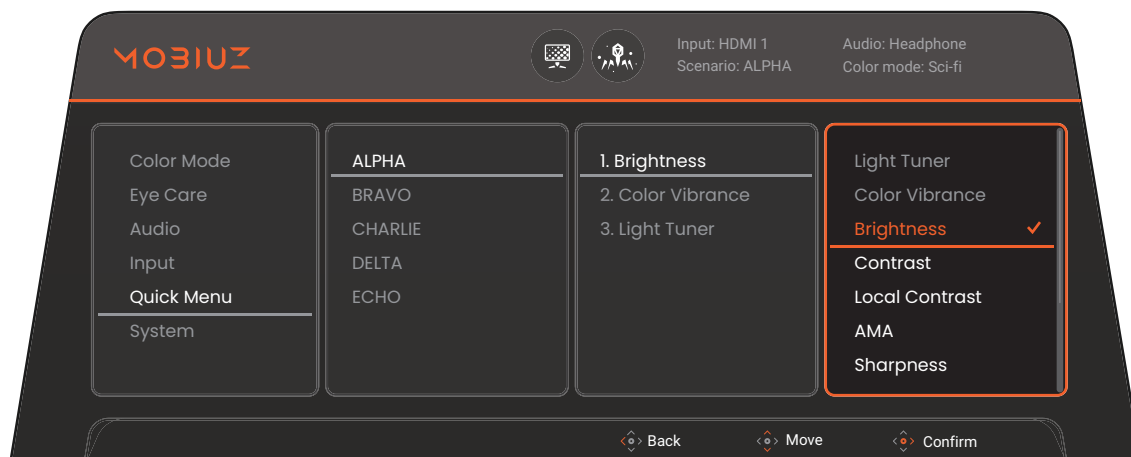 MOBIUZ
Input: HDMI 1
Scenario: ALPHA
Audio: Headphone
Color mode: Sci-fi
Color Mode
Eye Care
Audio
Input
Quick Menu
System
ALPHA
BRAVO
CHARLIE
DELTA
ECHO
1. Brightness
2. Color Vibrance
3. Light Tuner
Light Tuner
Color Vibrance
Brightness
Contrast
Local Contrast
AMA
Sharpness
Back
Move
Confirm